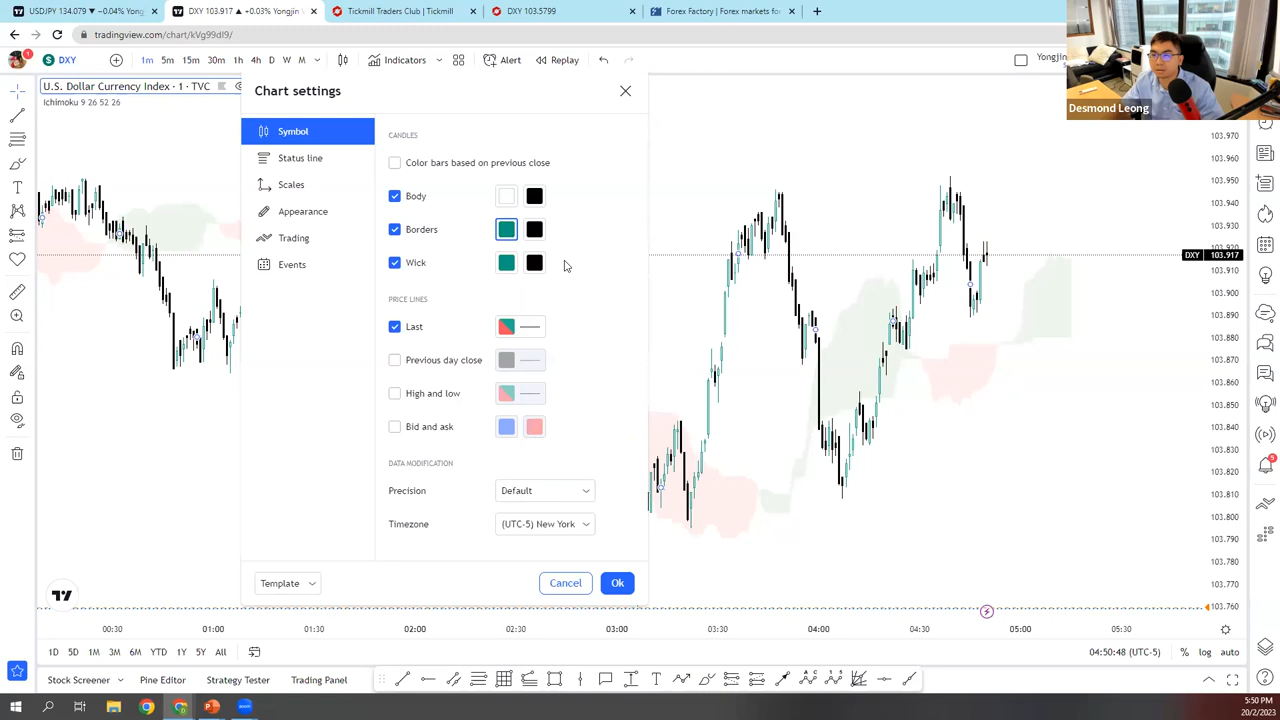 USDJPY 134.079 ▼ −0.04% Yong
DXY 103.917 ▲ +0.03% Yongjin
Tickmill Traders Club | Tickmill
DXY 103.5799
Forex Factory | Forex markets fo
tradingview.com/chart/kVg99dI9/
1
DXY
1m 5m 15m 30m 1h 4h D W M
Indicators
Alert
Replay
Yongjin
Desmond Leong
U.S. Dollar Currency Index · 1 · TVC
Ichimoku 9 26 52 26
Chart settings
Symbol
Status line
Scales
Appearance
Trading
Events
CANDLES
Color bars based on previous close
Body
Borders
Wick
PRICE LINES
Last
Previous day close
High and low
Bid and ask
DATA MODIFICATION
Precision
Default
Timezone
(UTC-5) New York
Template
Cancel
Ok
103.970
103.960
103.950
103.940
103.930
103.920
DXY 103.917
103.910
103.900
103.890
103.880
103.870
103.860
103.850
103.840
103.830
103.820
103.810
103.800
103.790
103.780
103.770
103.760
5
00:30 01:00 01:30 02:00 02:30 03:00 03:30 04:00 04:30 05:00 05:30
1D 5D 1M 3M 6M YTD 1Y 5Y All
04:50:48 (UTC-5)
% log auto
Stock Screener
Pine Editor
Strategy Tester
Trading Panel
5:50 PM
20/2/2023